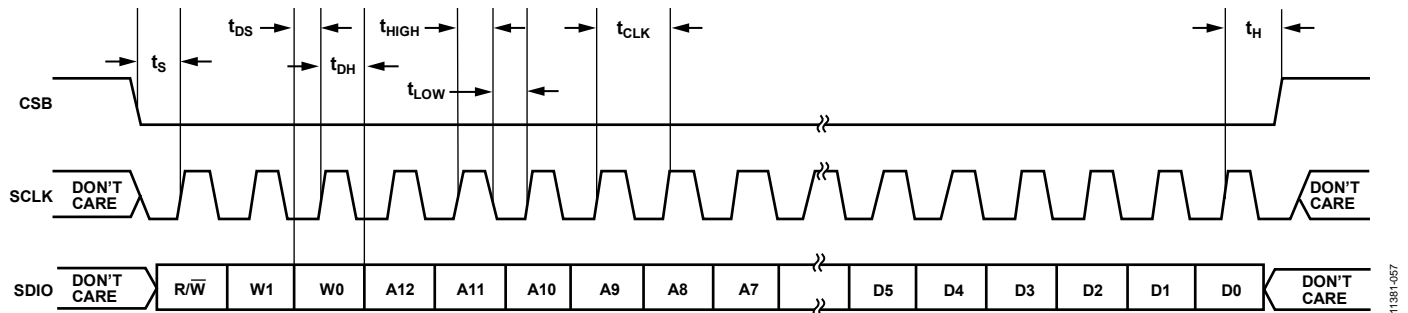 tDS
tHIGH
tCLK
tH
tS
tDH
tLOW
CSB
SCLK
DON'T
CARE
DON'T
CARE
SDIO
DON'T
CARE
R/W̅
W1
W0
A12
A11
A10
A9
A8
A7
D5
D4
D3
D2
D1
D0
DON'T
CARE
11381-057